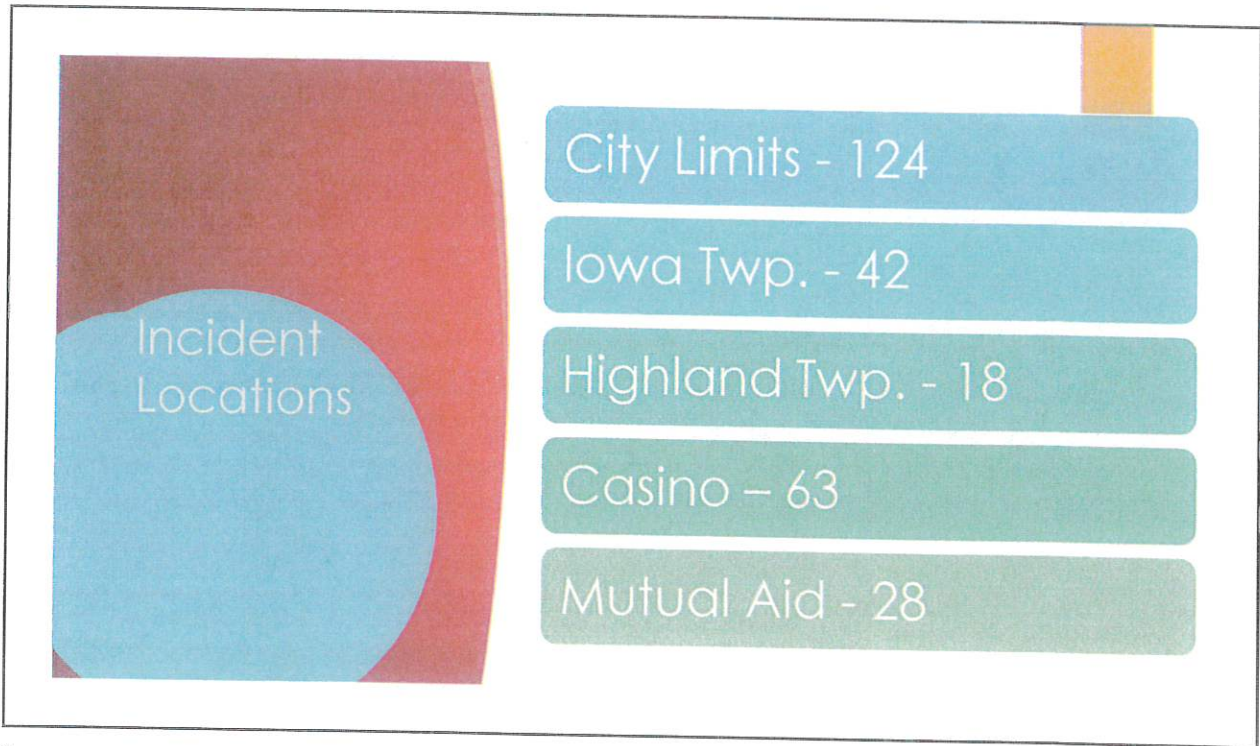 Incident
Locations
City Limits - 124
Iowa Twp. - 42
Highland Twp. - 18
Casino – 63
Mutual Aid - 28